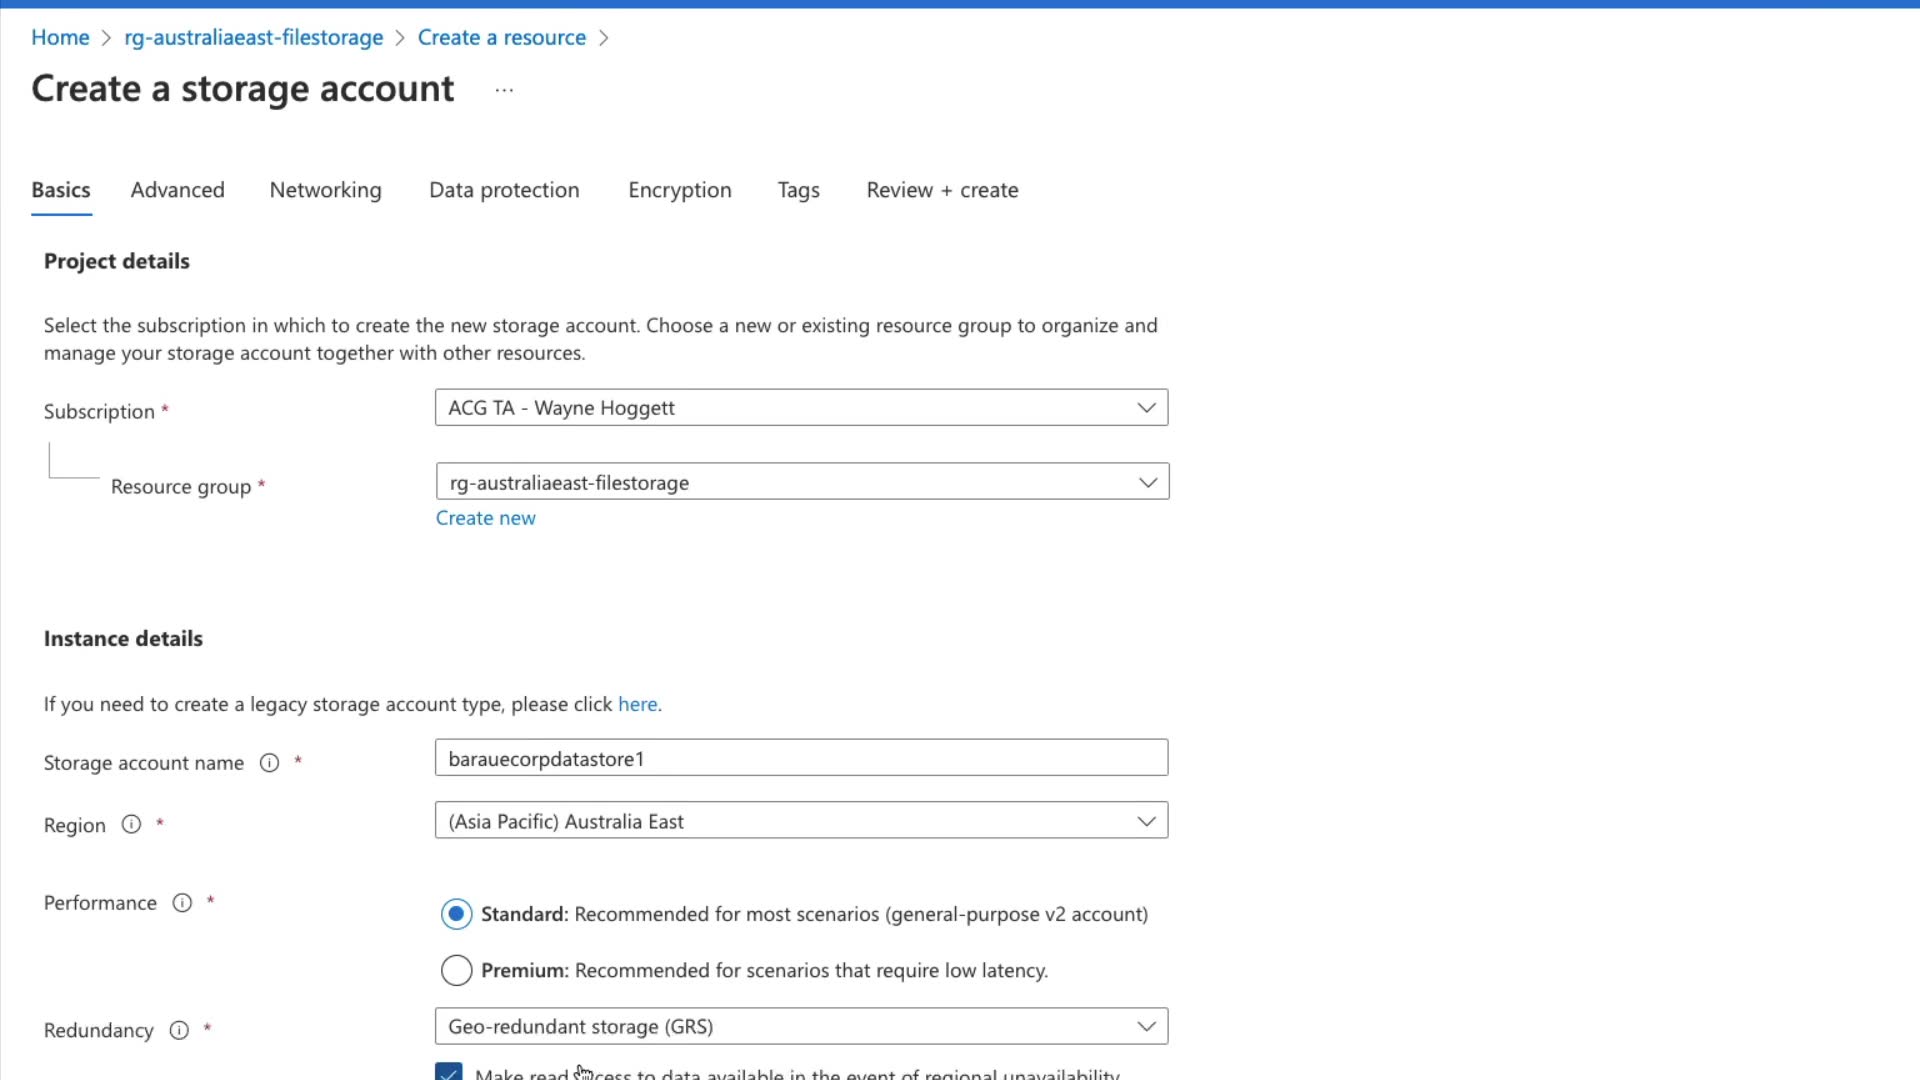 Home > rg-australiaeast-filestorage > Create a resource >
Create a storage account ...
Basics Advanced Networking Data protection Encryption Tags Review + create
Project details
Select the subscription in which to create the new storage account. Choose a new or existing resource group to organize and
manage your storage account together with other resources.
Subscription * ACG TA - Wayne Hoggett
Resource group * rg-australiaeast-filestorage
Create new
Instance details
If you need to create a legacy storage account type, please click here.
Storage account name * barauecorpdatastore1
Region * (Asia Pacific) Australia East
Performance * Standard: Recommended for most scenarios (general-purpose v2 account)
Premium: Recommended for scenarios that require low latency.
Redundancy * Geo-redundant storage (GRS)
Make read access to data available in the event of regional unavailability.